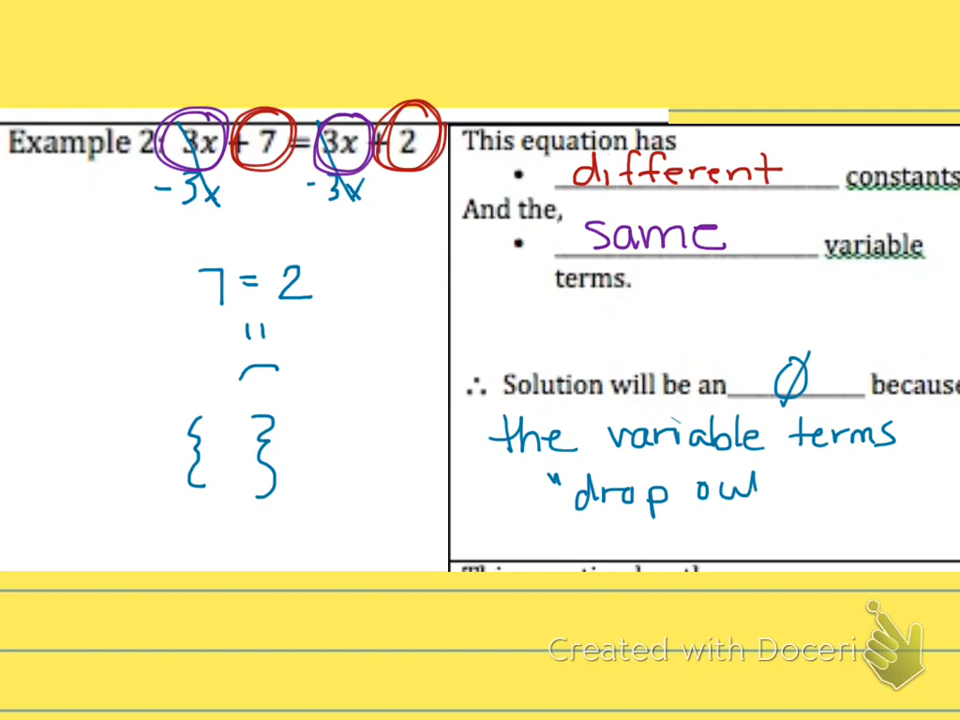 Example 2: 3x + 7 = 3x + 2
- 3x - 3x
7 = 2
{ }
This equation has
• different constants
And the,
• same variable
terms.
∴ Solution will be an ∅ because
the variable terms
"drop ou
Created with Doceri